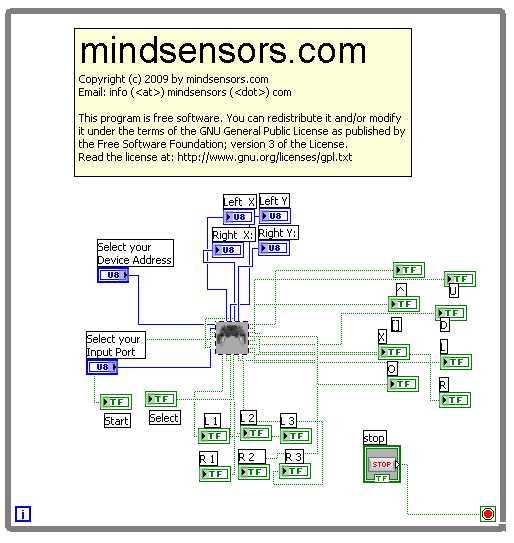 mindsensors.com
Copyright (c) 2009 by mindsensors.com
Email: info (<at>) mindsensors (<dot>) com
This program is free software. You can redistribute it and/or modify
it under the terms of the GNU General Public License as published by
the Free Software Foundation; version 3 of the License.
Read the license at: http://www.gnu.org/licenses/gpl.txt
Left X
Left Y
U8
U8
Right X:
Right Y:
U8
U8
Select your
Device Address
U8
TF
TF
^
U
TF
TF
[]
D
Select your
Input Port
U8
X
TF
L
TF
O
TF
R
TF
TF
Start
TF
Select
L 1
L 2
L 3
TF
TF
TF
R 1
R 2
R 3
TF
TF
TF
stop
STOP
TF
i